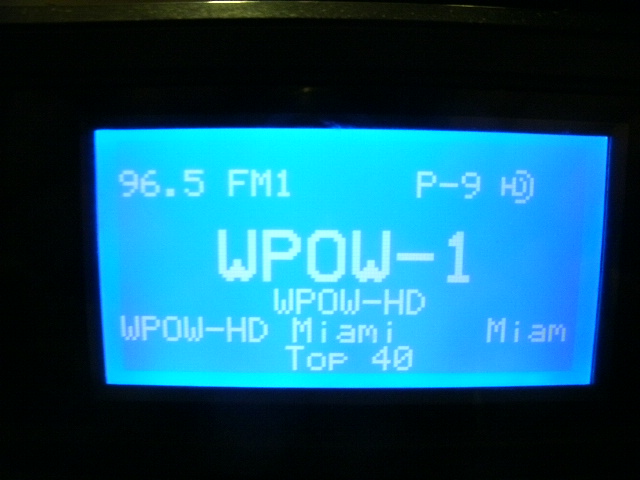 96.5 FM1 P-9 HD
WPOW-1
WPOW-HD
WPOW-HD Miami Miam
Top 40